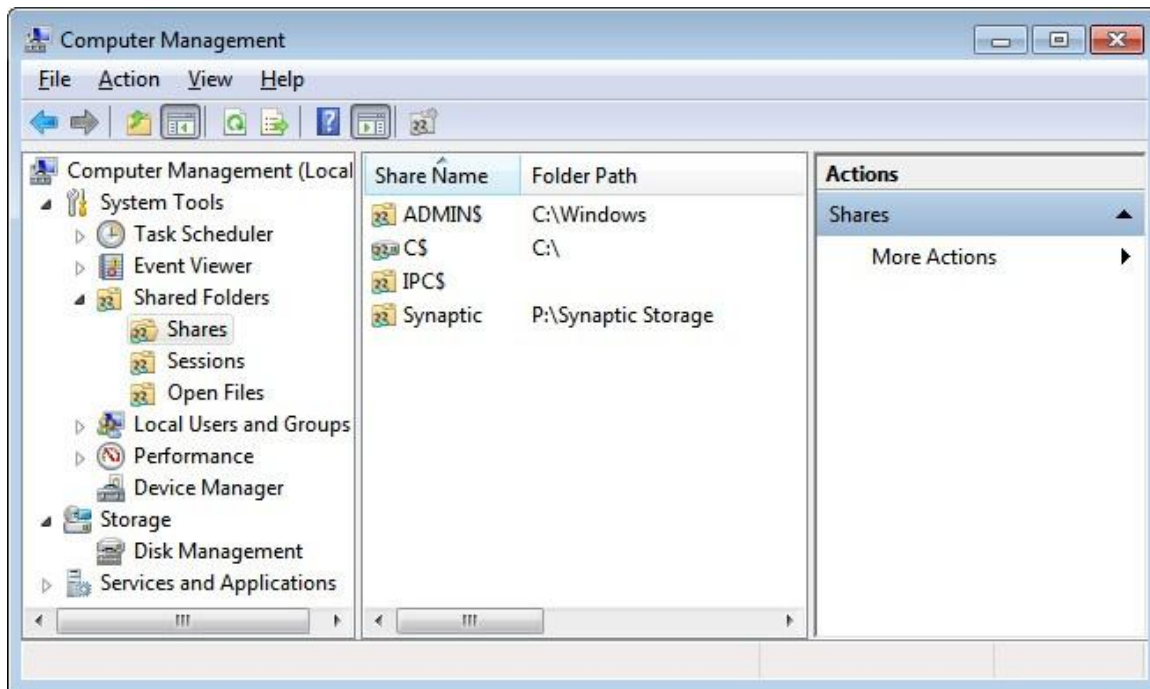 Computer Management
File Action View Help
Computer Management (Local
System Tools
Task Scheduler
Event Viewer
Shared Folders
Shares
Sessions
Open Files
Local Users and Groups
Performance
Device Manager
Storage
Disk Management
Services and Applications
Share Name Folder Path
ADMIN$ C:\Windows
C$ C:\
IPC$
Synaptic P:\Synaptic Storage
Actions
Shares
More Actions